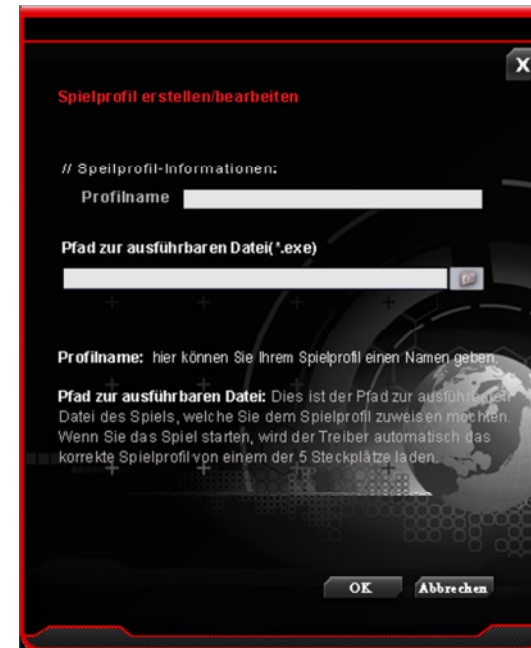 X
Spielprofil erstellen/bearbeiten
// Speilprofil-Informationen:
Profilname
Pfad zur ausführbaren Datei(*.exe)
Profilname: hier können Sie Ihrem Spielprofil einen Namen geben.
Pfad zur ausführbaren Datei: Dies ist der Pfad zur ausführbaren
Datei des Spiels, welche Sie dem Spielprofil zuweisen möchten.
Wenn Sie das Spiel starten, wird der Treiber automatisch das
korrekte Spielprofil von einem der 5 Steckplätze laden.
OK Abbrechen